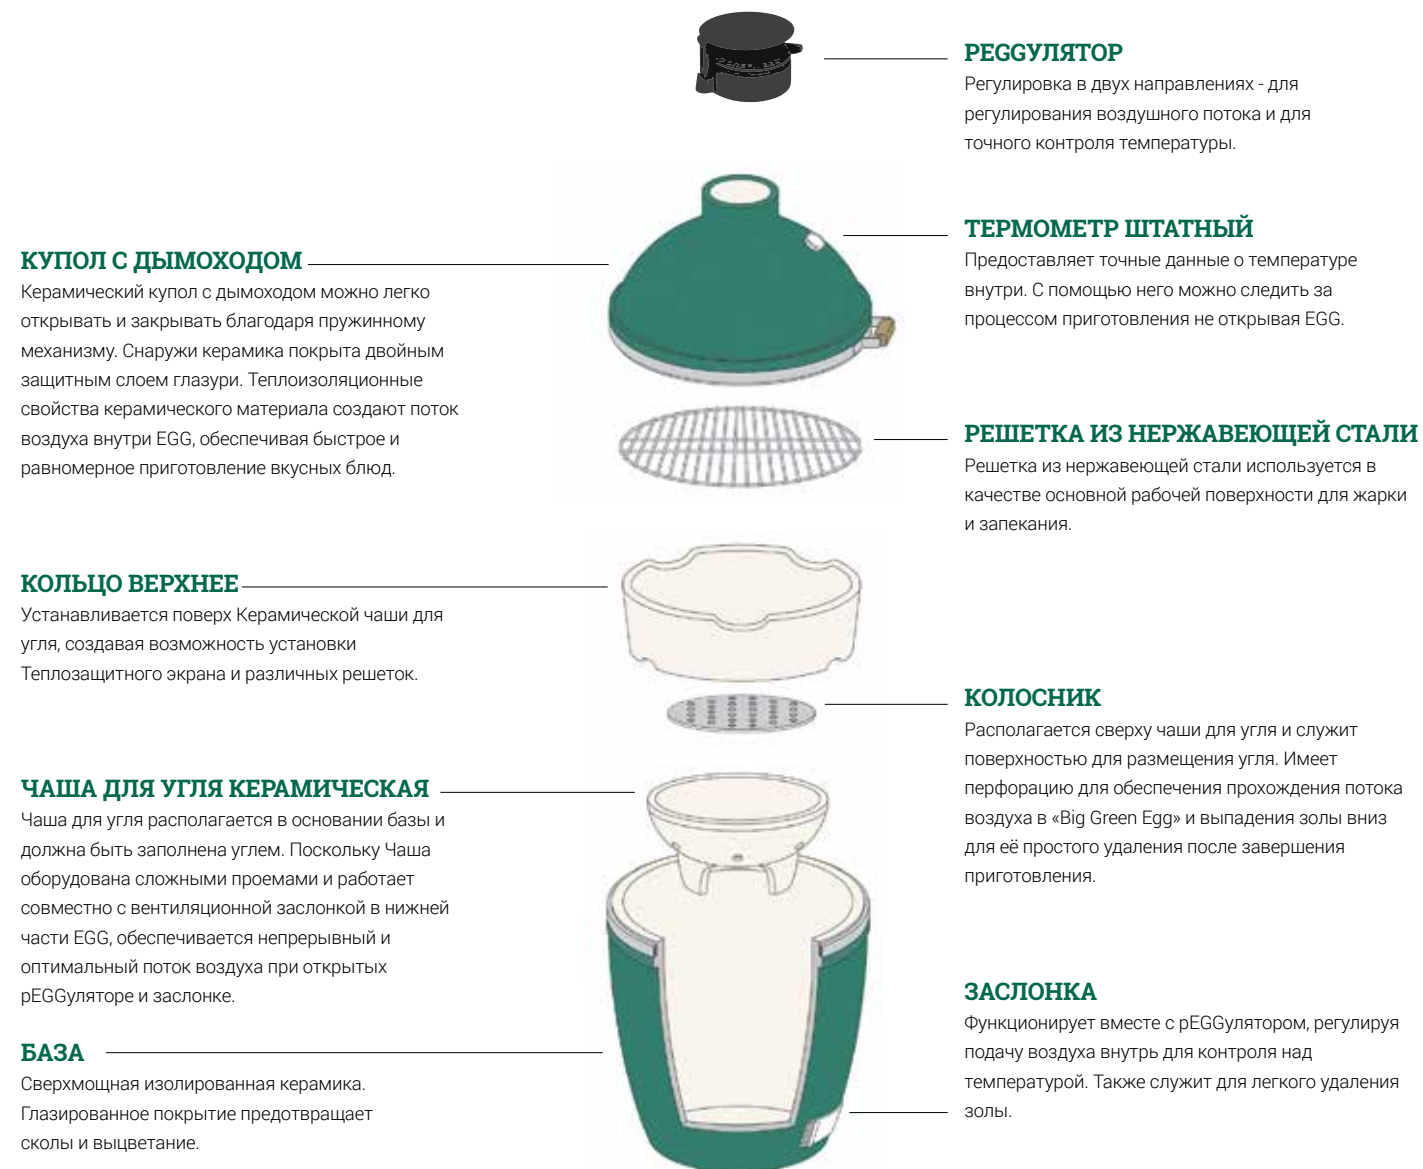 РЕGGУЛЯТОР
Регулировка в двух направлениях - для
регулирования воздушного потока и для
точного контроля температуры.
ТЕРМОМЕТР ШТАТНЫЙ
Предоставляет точные данные о температуре
внутри. С помощью него можно следить за
процессом приготовления не открывая EGG.
КУПОЛ С ДЫМОХОДОМ
Керамический купол с дымоходом можно легко
открывать и закрывать благодаря пружинному
механизму. Снаружи керамика покрыта двойным
защитным слоем глазури. Теплоизоляционные
свойства керамического материала создают поток
воздуха внутри EGG, обеспечивая быстрое и
равномерное приготовление вкусных блюд.
РЕШЕТКА ИЗ НЕРЖАВЕЮЩЕЙ СТАЛИ
Решетка из нержавеющей стали используется в
качестве основной рабочей поверхности для жарки
и запекания.
КОЛЬЦО ВЕРХНЕЕ
Устанавливается поверх Керамической чаши для
угля, создавая возможность установки
Теплозащитного экрана и различных решеток.
КОЛОСНИК
Располагается сверху чаши для угля и служит
поверхностью для размещения угля. Имеет
перфорацию для обеспечения прохождения потока
воздуха в «Big Green Egg» и выпадения золы вниз
для её простого удаления после завершения
приготовления.
ЧАША ДЛЯ УГЛЯ КЕРАМИЧЕСКАЯ
Чаша для угля располагается в основании базы и
должна быть заполнена углем. Поскольку Чаша
оборудована сложными проемами и работает
совместно с вентиляционной заслонкой в нижней
части EGG, обеспечивается непрерывный и
оптимальный поток воздуха при открытых
рEGGуляторе и заслонке.
ЗАСЛОНКА
Функционирует вместе с рEGGулятором, регулируя
подачу воздуха внутрь для контроля над
температурой. Также служит для легкого удаления
золы.
БАЗА
Сверхмощная изолированная керамика.
Глазированное покрытие предотвращает
сколы и выцветание.